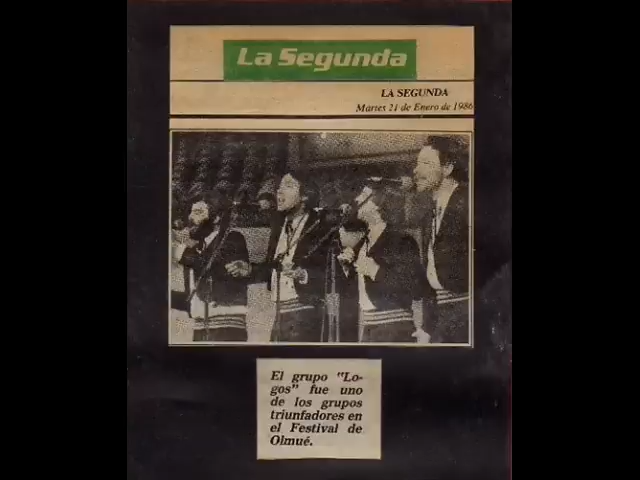 La Segunda
LA SEGUNDA
Martes 21 de Enero de 1986
El grupo "Lo-
gos" fue uno
de los grupos
triunfadores en
el Festival de
Olmué.